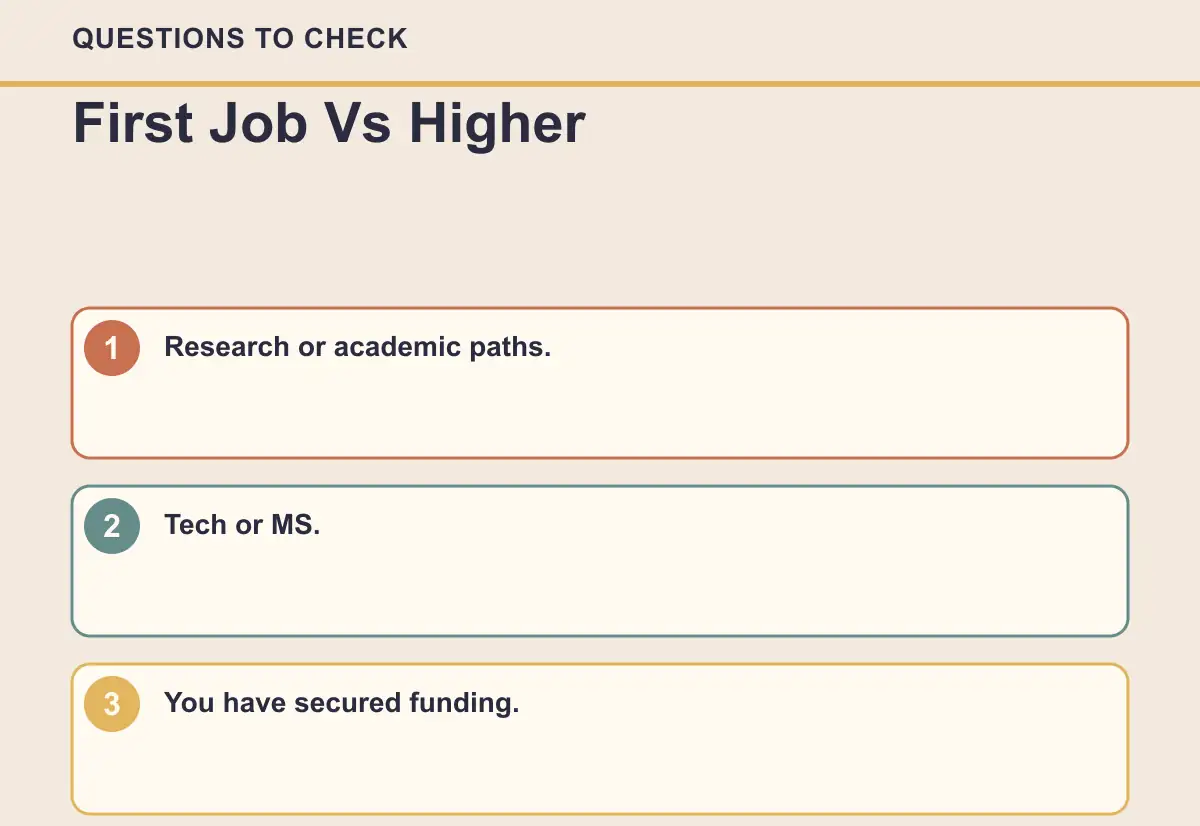 QUESTIONS TO CHECK
First Job Vs Higher
1 Research or academic paths.
2 Tech or MS.
3 You have secured funding.